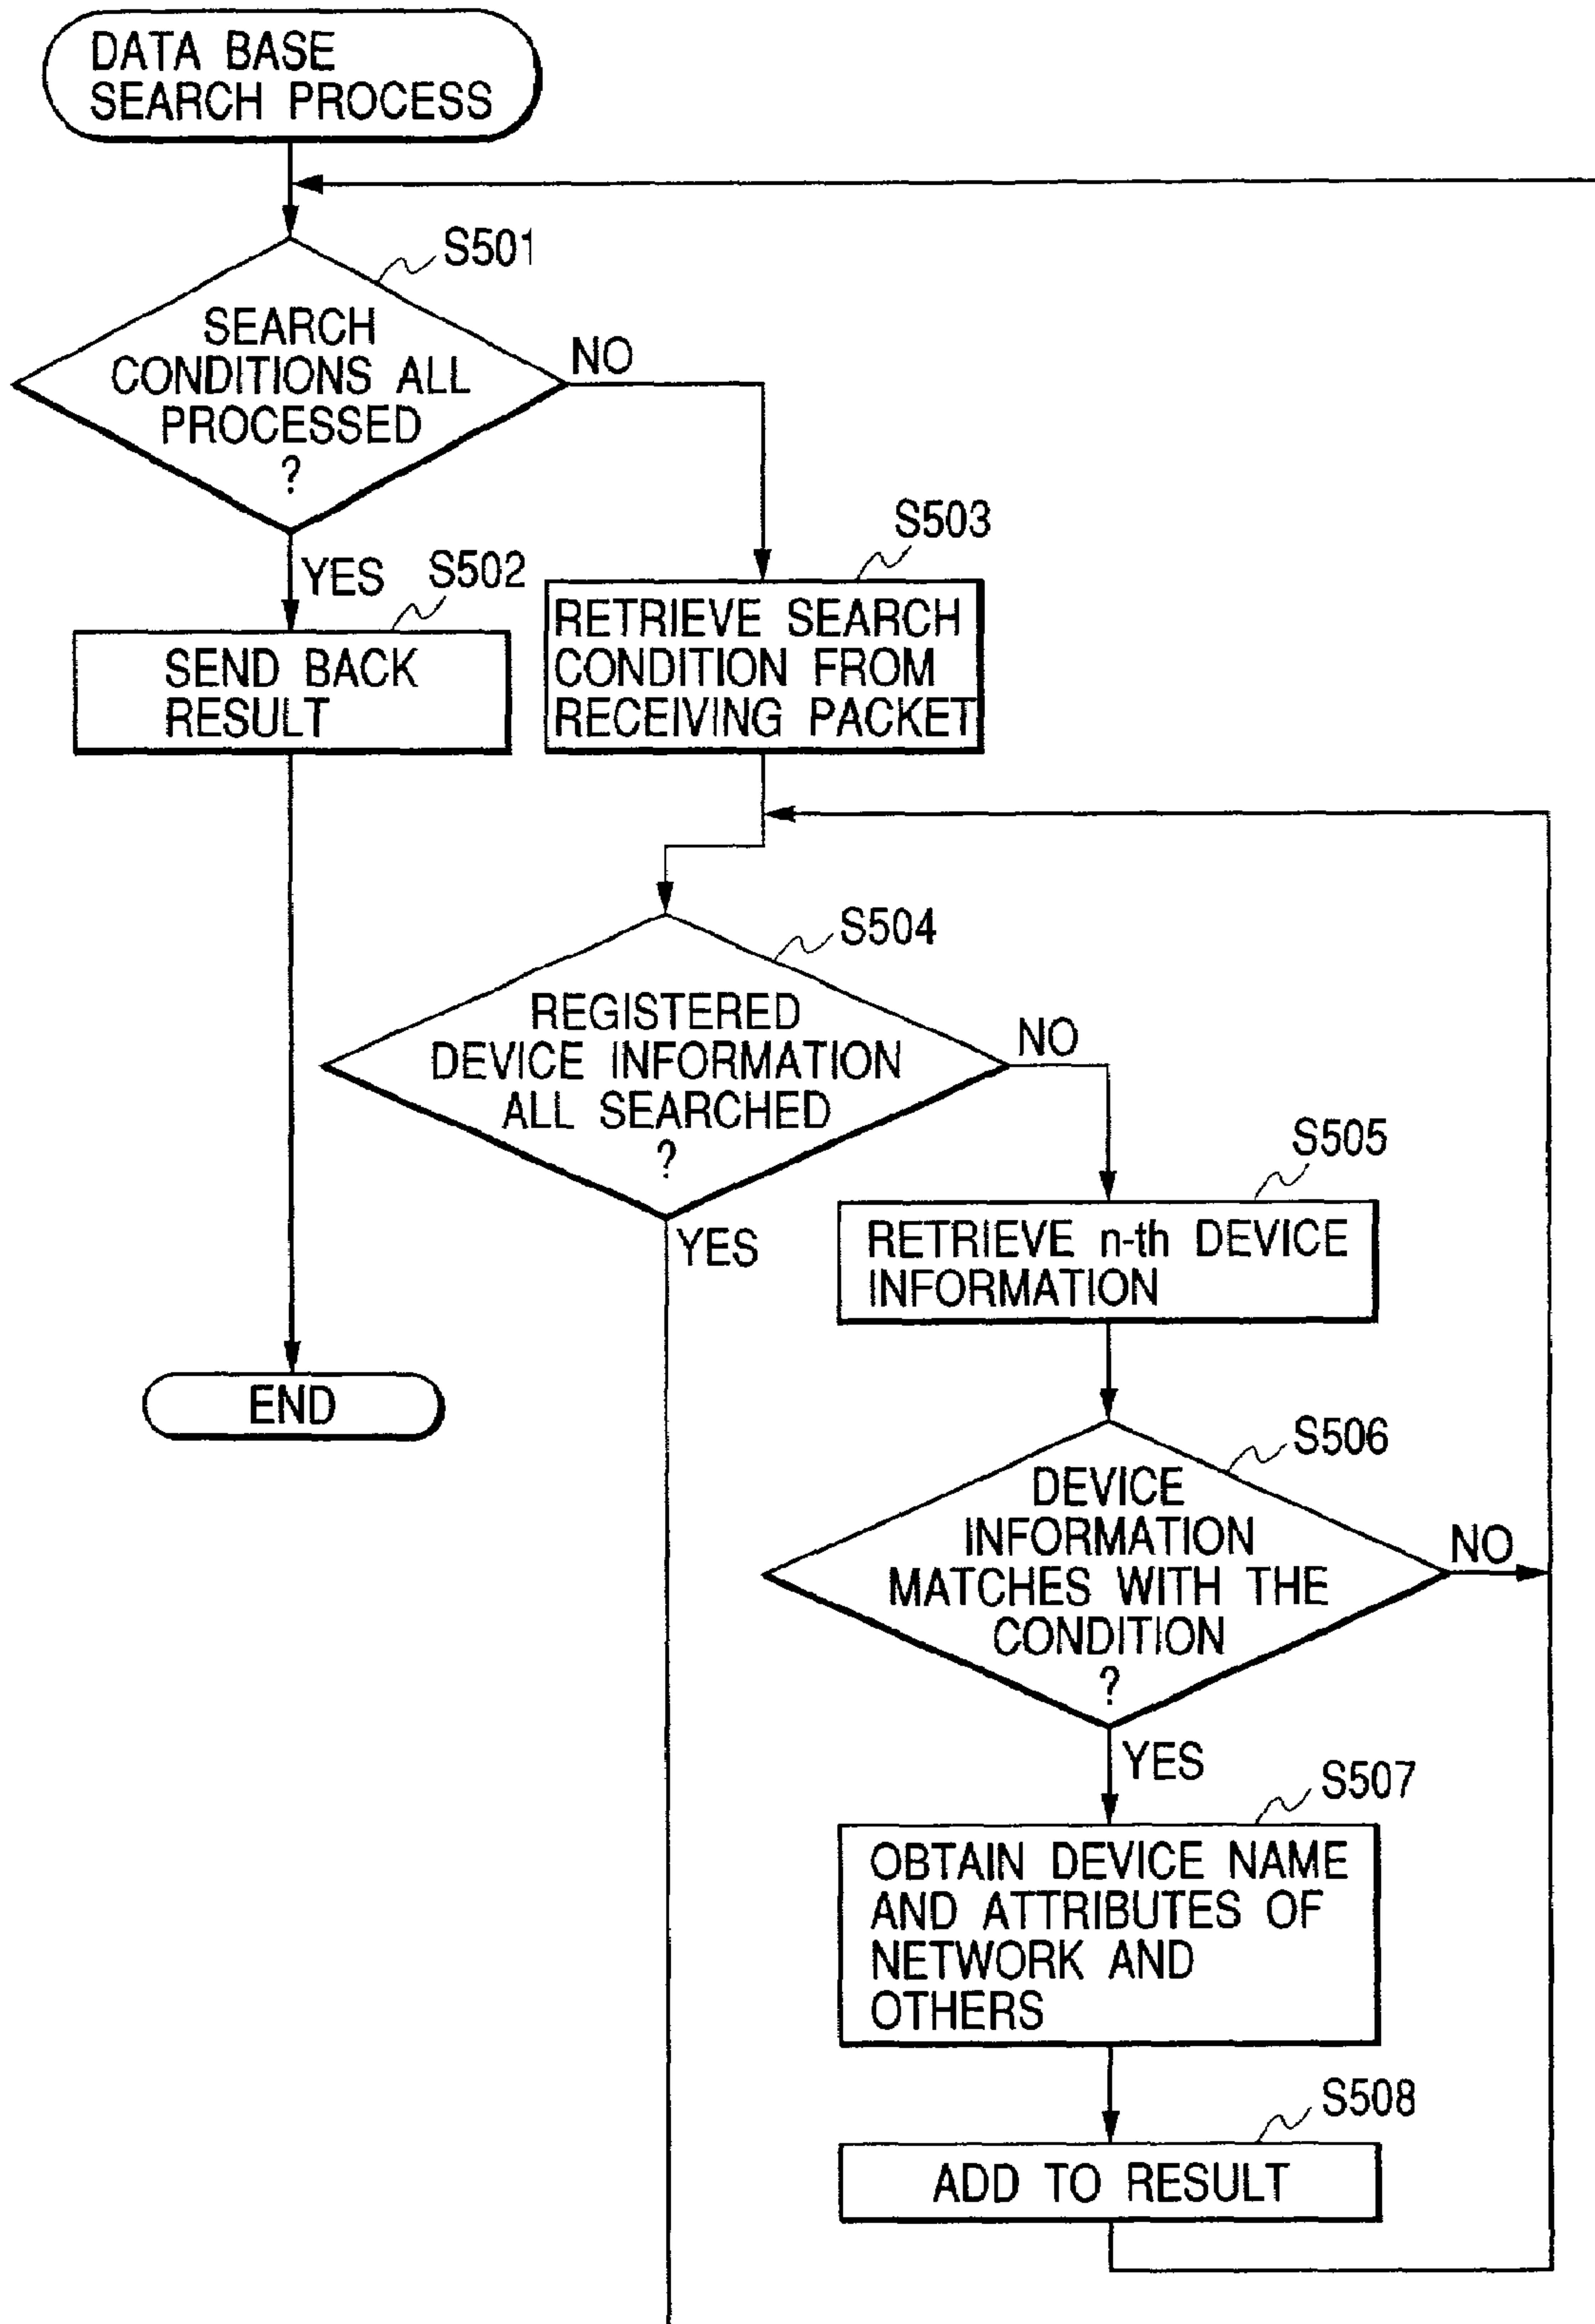 DATA BASE
SEARCH PROCESS
S501
SEARCH
CONDITIONS ALL
PROCESSED
?
NO
YES
S502
SEND BACK
RESULT
S503
RETRIEVE SEARCH
CONDITION FROM
RECEIVING PACKET
S504
REGISTERED
DEVICE INFORMATION
ALL SEARCHED
?
NO
YES
S505
RETRIEVE n-th DEVICE
INFORMATION
END
S506
DEVICE
INFORMATION
MATCHES WITH THE
CONDITION
?
NO
YES
S507
OBTAIN DEVICE NAME
AND ATTRIBUTES OF
NETWORK AND
OTHERS
S508
ADD TO RESULT